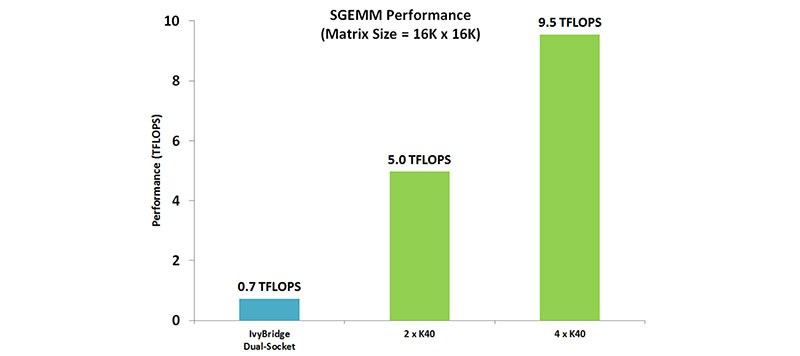 SGEMM Performance
(Matrix Size = 16K x 16K)
Performance (TFLOPS)
10
8
6
4
2
0
0.7 TFLOPS
5.0 TFLOPS
9.5 TFLOPS
IvyBridge
Dual-Socket
2 x K40
4 x K40